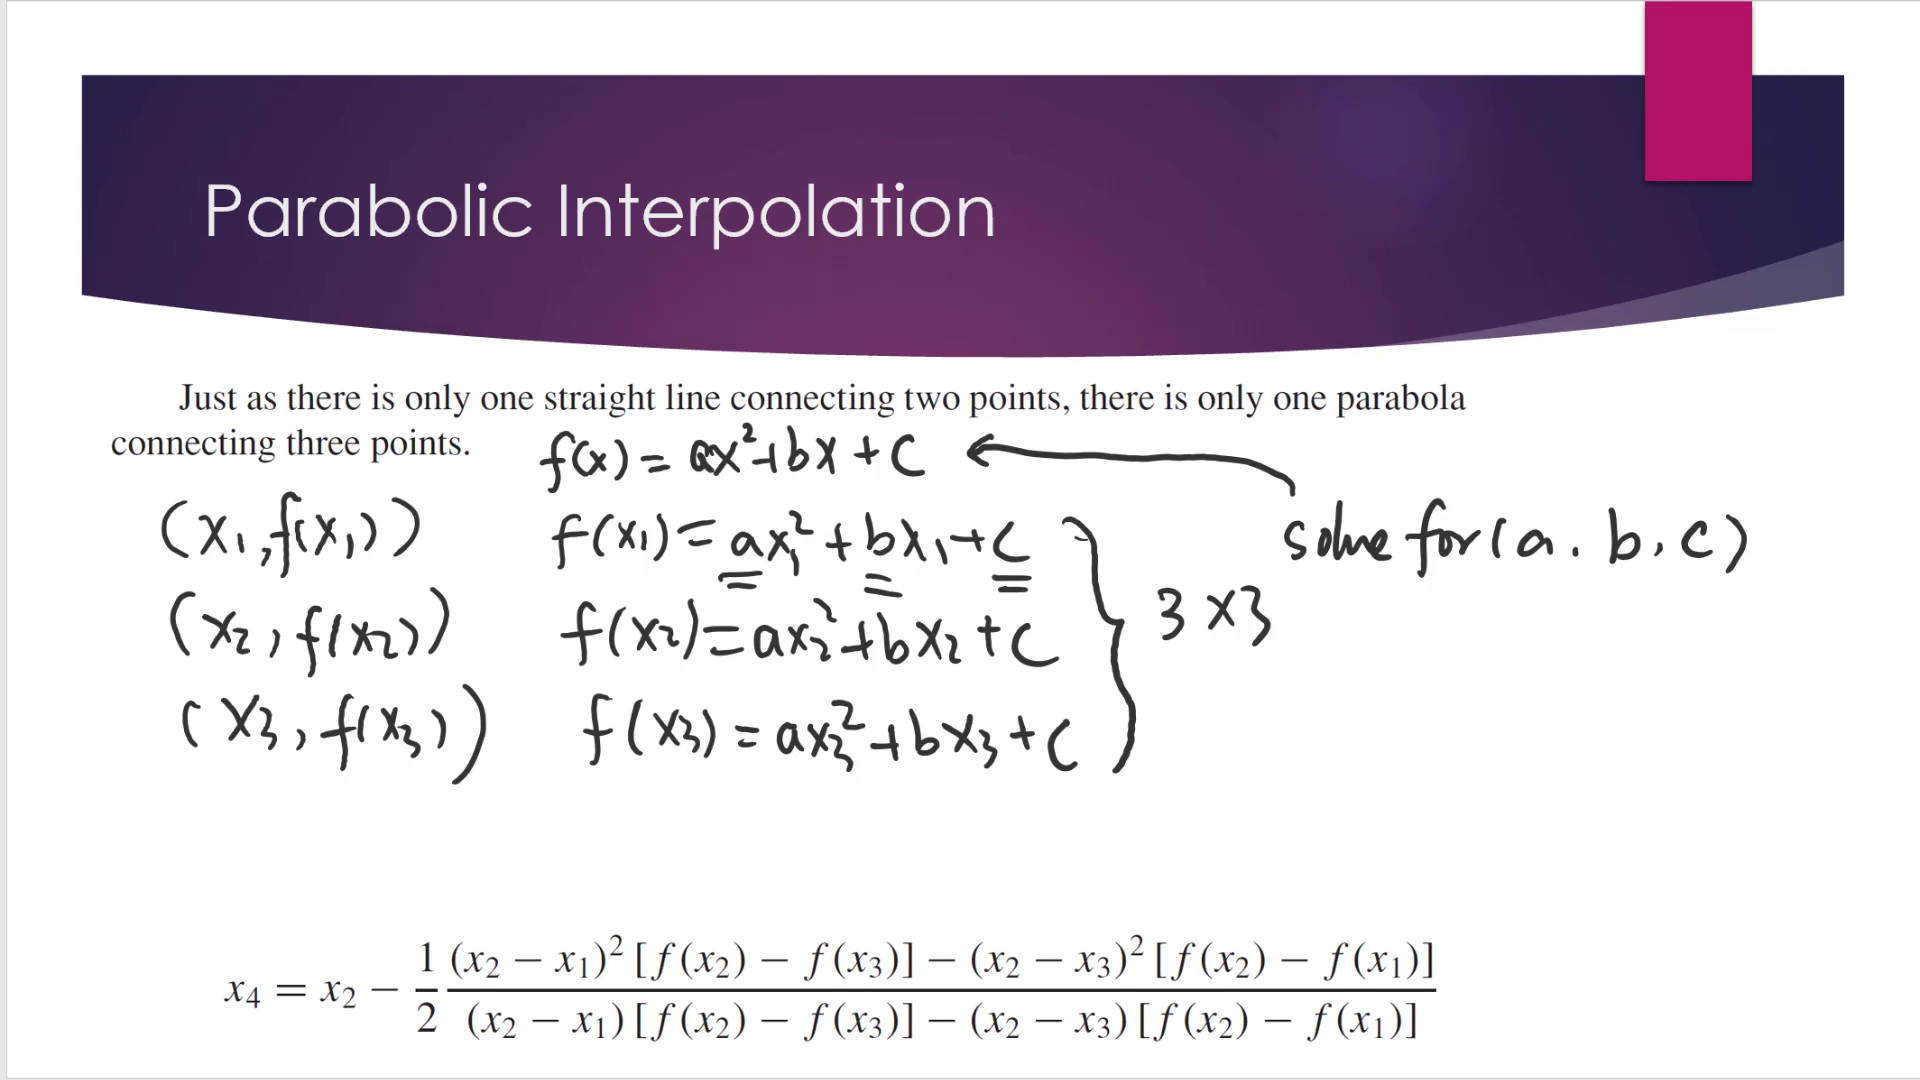 Parabolic Interpolation
Just as there is only one straight line connecting two points, there is only one parabola
connecting three points.
f(x) = ax² + bx + c
(x₁, f(x₁)) f(x₁) = ax₁² + bx₁ + c solve for (a, b, c)
(x₂, f(x₂)) f(x₂) = ax₂² + bx₂ + c 3 × 3
(x₃, f(x₃)) f(x₃) = ax₃² + bx₃ + c
x₄ = x₂ − 1/2 (x₂ − x₁)² [f(x₂) − f(x₃)] − (x₂ − x₃)² [f(x₂) − f(x₁)] / (x₂ − x₁) [f(x₂) − f(x₃)] − (x₂ − x₃) [f(x₂) − f(x₁)]